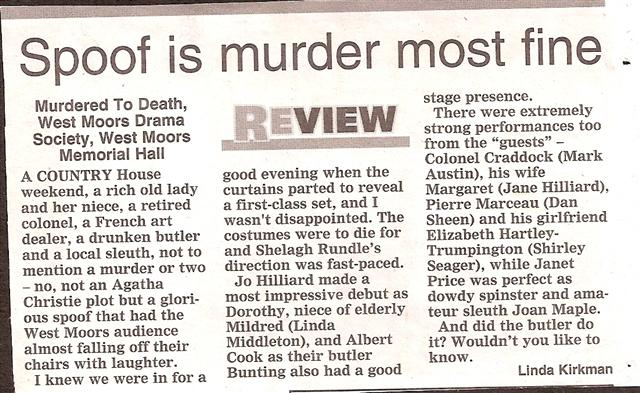 Spoof is murder most fine
Murdered To Death,
West Moors Drama
Society, West Moors
Memorial Hall
A COUNTRY House
weekend, a rich old lady
and her niece, a retired
colonel, a French art
dealer, a drunken butler
and a local sleuth, not to
mention a murder or two
– no, not an Agatha
Christie plot but a glori-
ous spoof that had the
West Moors audience
almost falling off their
chairs with laughter.
I knew we were in for a
REVIEW
good evening when the
curtains parted to reveal
a first-class set, and I
wasn't disappointed. The
costumes were to die for
and Shelagh Rundle's
direction was fast-paced.
Jo Hilliard made a
most impressive debut as
Dorothy, niece of elderly
Mildred (Linda
Middleton), and Albert
Cook as their butler
Bunting also had a good
stage presence.
There were extremely
strong performances too
from the “guests” –
Colonel Craddock (Mark
Austin), his wife
Margaret (Jane Hilliard),
Pierre Marceau (Dan
Sheen) and his girlfriend
Elizabeth Hartley-
Trumpington (Shirley
Seager), while Janet
Price was perfect as
dowdy spinster and ama-
teur sleuth Joan Maple.
And did the butler do
it? Wouldn't you like to
know.
Linda Kirkman